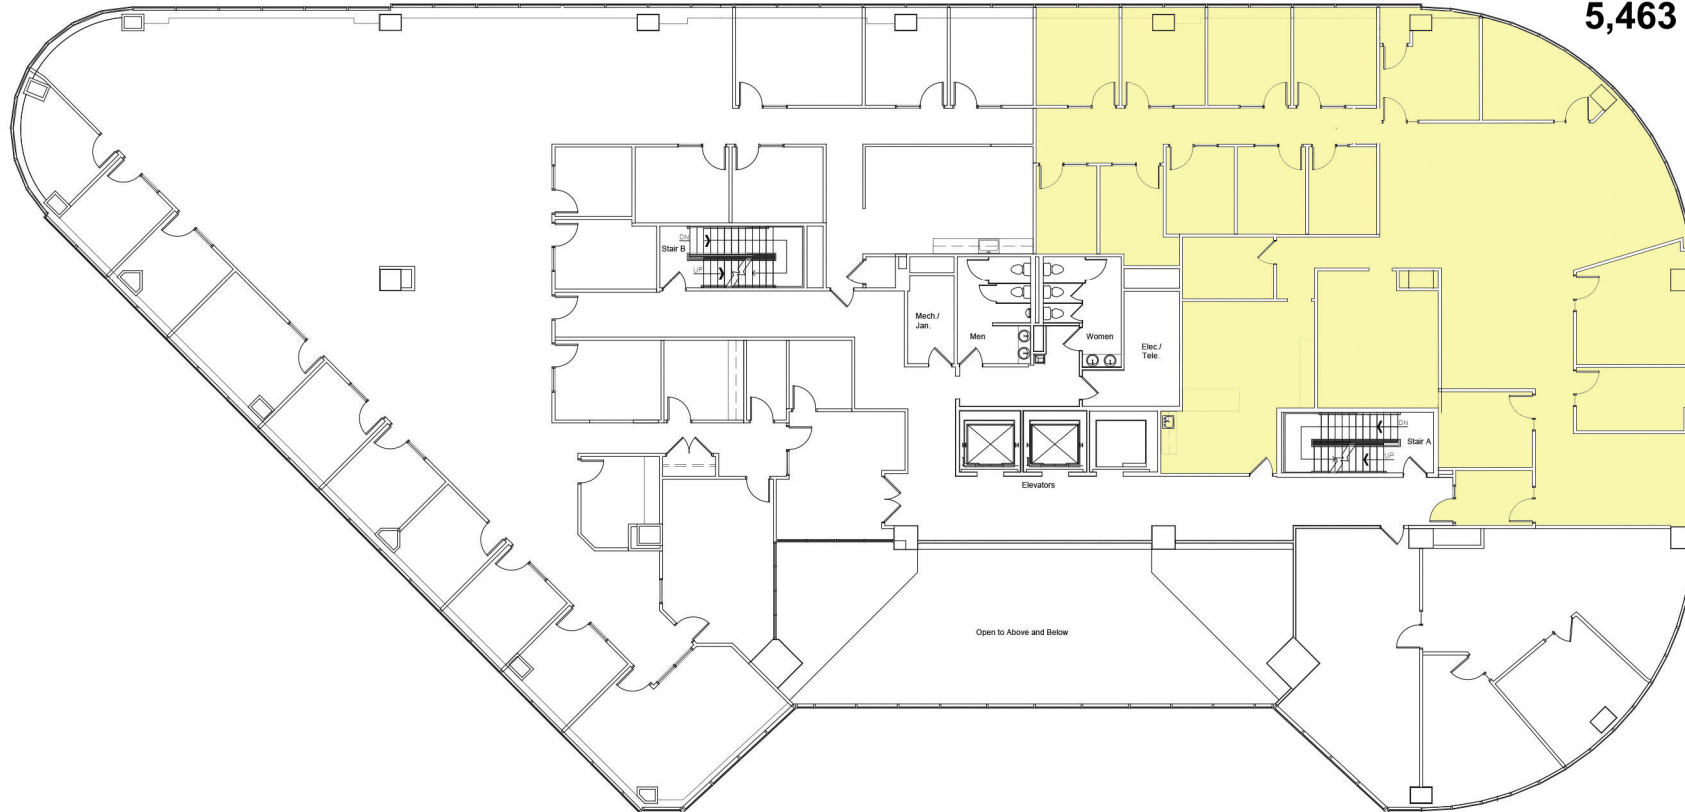 5,463
DN
Stair B
UP
Mech./
Jan.
Men
Women
Elec./
Tele.
DN
Stair A
UP
Elevators
Open to Above and Below